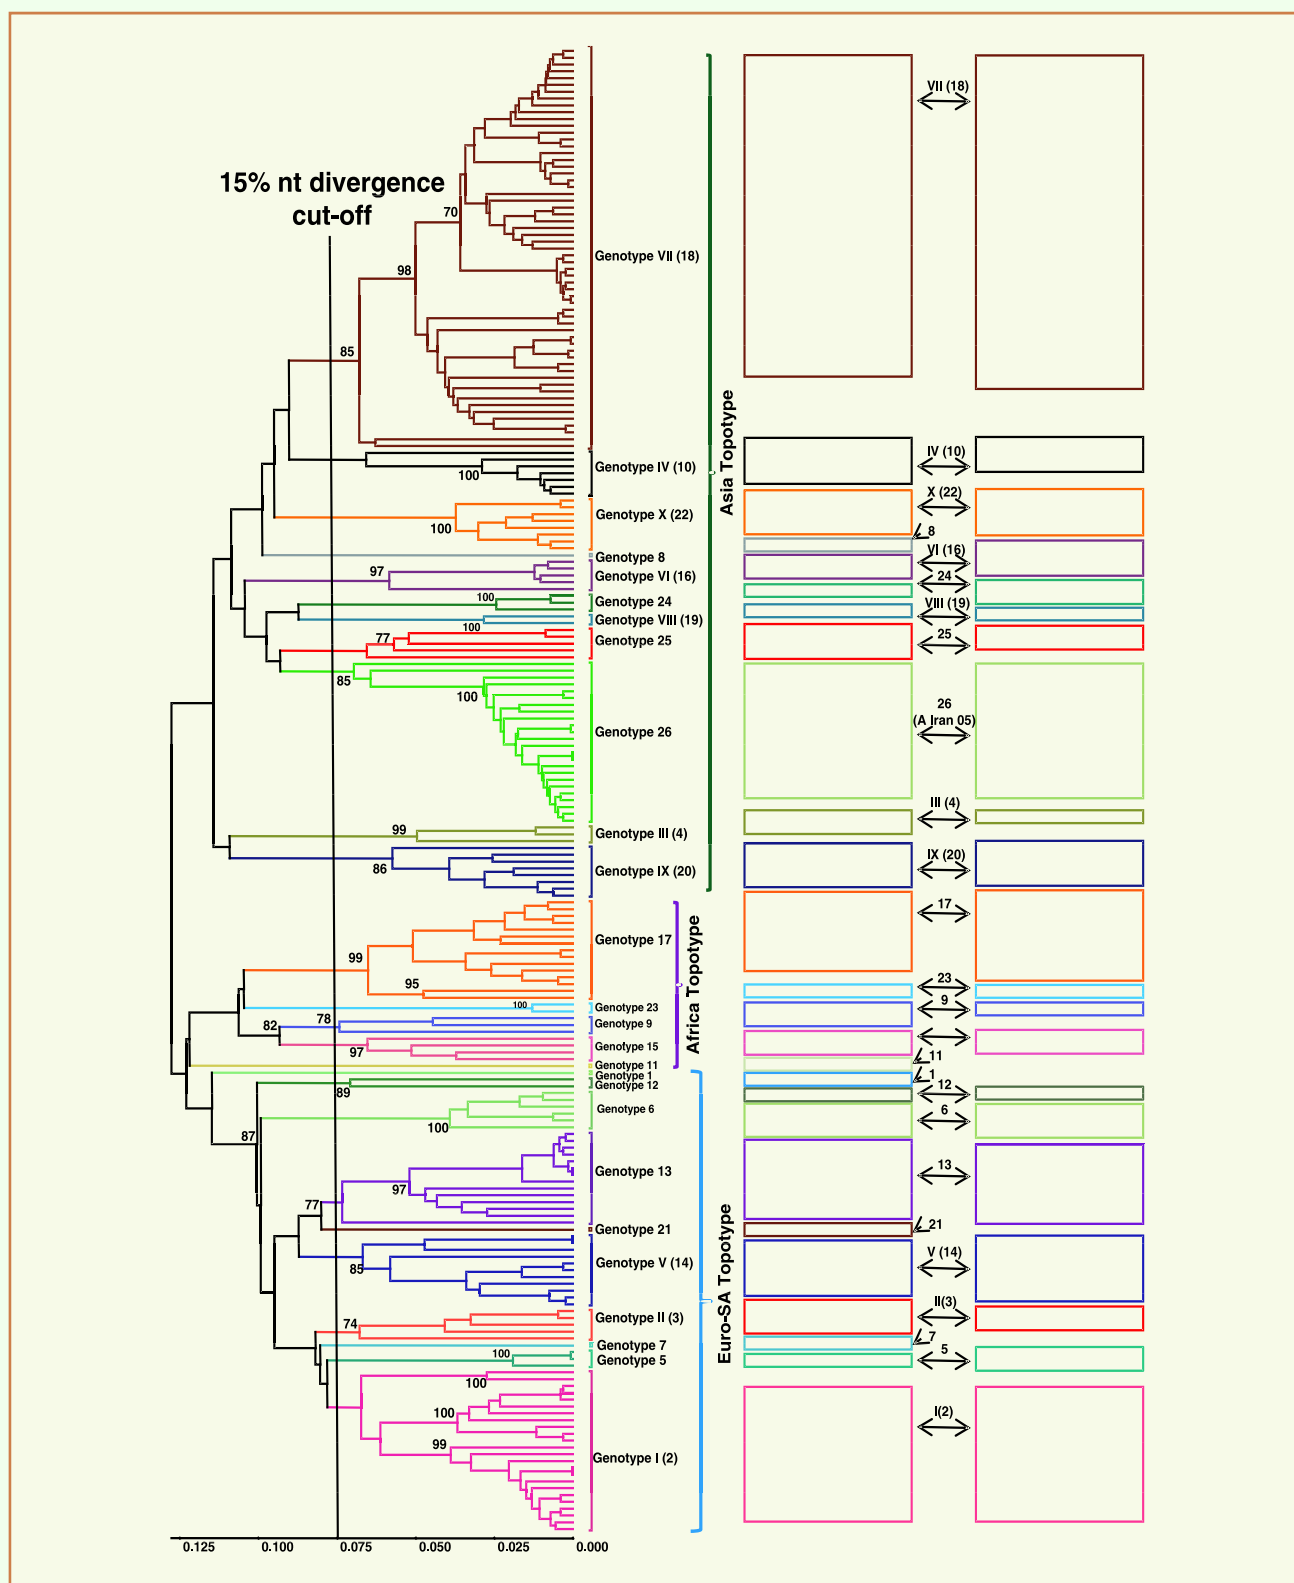 15% nt divergence
cut-off
70
98
85
100
100
97
100
100
77
85
100
99
86
99
95
100
78
82
97
89
100
87
97
77
85
74
100
100
100
99
Genotype VII (18)
Genotype IV (10)
Genotype X (22)
Genotype 8
Genotype VI (16)
Genotype 24
Genotype VIII (19)
Genotype 25
Genotype 26
Genotype III (4)
Genotype IX (20)
Genotype 17
Genotype 23
Genotype 9
Genotype 15
Genotype 11
Genotype 1
Genotype 12
Genotype 6
Genotype 13
Genotype 21
Genotype V (14)
Genotype II (3)
Genotype 7
Genotype 5
Genotype I (2)
Asia Topotype
Africa Topotype
Euro-SA Topotype
VII (18)
IV (10)
X (22)
8
VI (16)
24
VIII (19)
25
26
(A Iran 05)
III (4)
IX (20)
17
23
9
11
1
12
6
13
21
V (14)
II(3)
7
5
I(2)
0.125 0.100 0.075 0.050 0.025 0.000